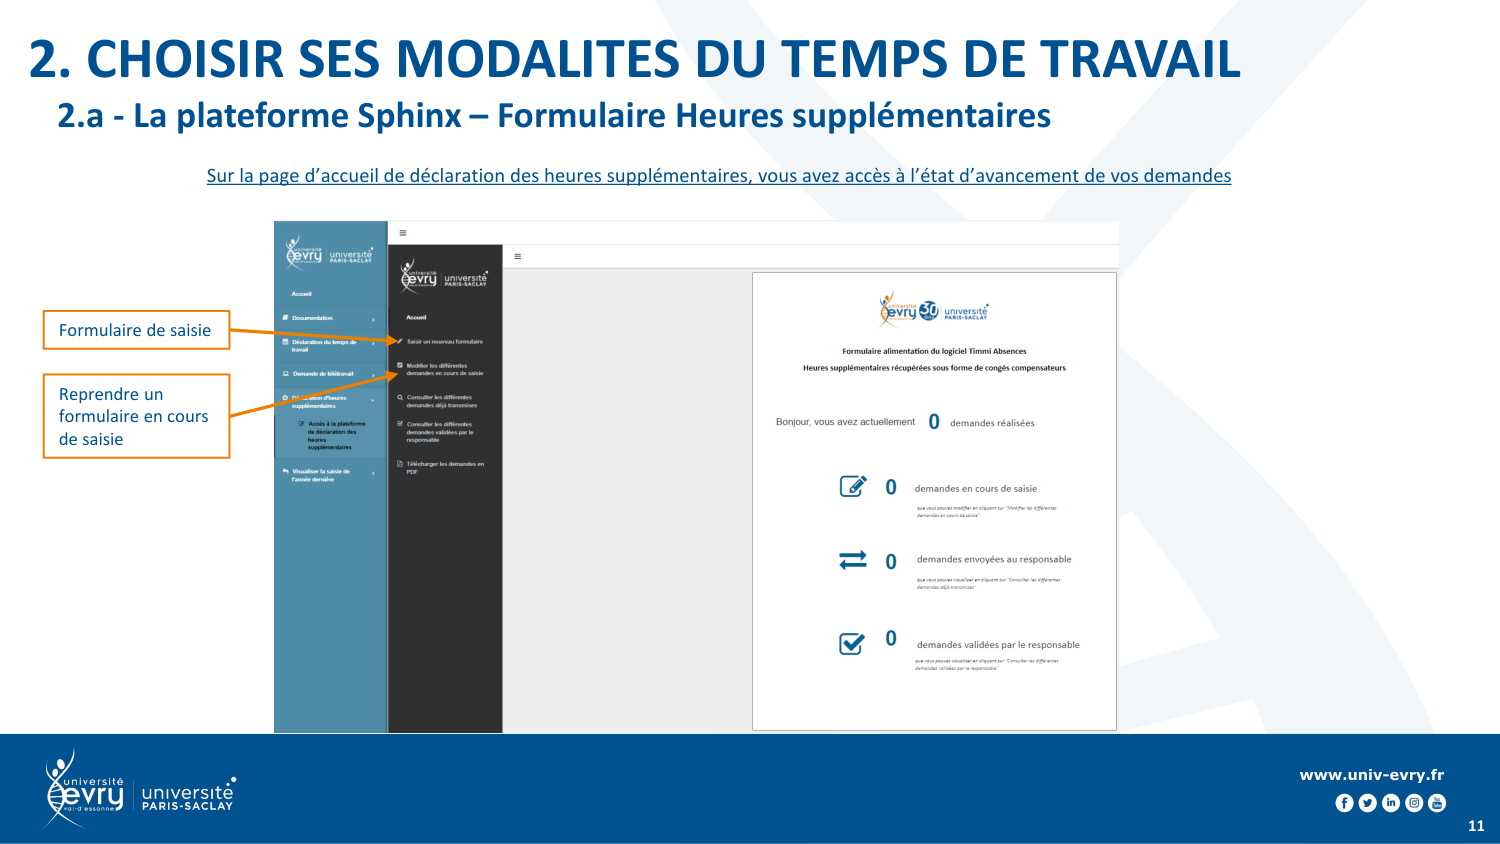 2. CHOISIR SES MODALITES DU TEMPS DE TRAVAIL
2.a - La plateforme Sphinx – Formulaire Heures supplémentaires
Sur la page d’accueil de déclaration des heures supplémentaires, vous avez accès à l’état d’avancement de vos demandes
Formulaire de saisie
Reprendre un
formulaire en cours
de saisie
université
evry
université
PARIS-SACLAY
Accueil
Documentation
Déclaration du temps de
travail
Demande de télétravail
Déclaration d'heures
supplémentaires
Accès à la plateforme
de déclaration des
heures
supplémentaires
Visualiser la saisie de
l'année dernière
université
evry
université
PARIS-SACLAY
Accueil
Saisir un nouveau formulaire
Modifier les différentes
demandes en cours de saisie
Consulter les différentes
demandes déjà transmises
Consulter les différentes
demandes validées par le
responsable
Télécharger les demandes en
PDF
université
evry
30
université
PARIS-SACLAY
Formulaire alimentation du logiciel Timmi Absences
Heures supplémentaires récupérées sous forme de congés compensateurs
Bonjour, vous avez actuellement 0 demandes réalisées
0 demandes en cours de saisie
que vous pouvez modifier en cliquant sur "Modifier les différentes
demandes en cours de saisie"
0 demandes envoyées au responsable
que vous pouvez visualiser en cliquant sur "Consulter les différentes
demandes déjà transmises"
0 demandes validées par le responsable
que vous pouvez visualiser en cliquant sur "Consulter les différentes
demandes validées par le responsable"
université
evry
val-d'essonne
université
PARIS-SACLAY
www.univ-evry.fr
11